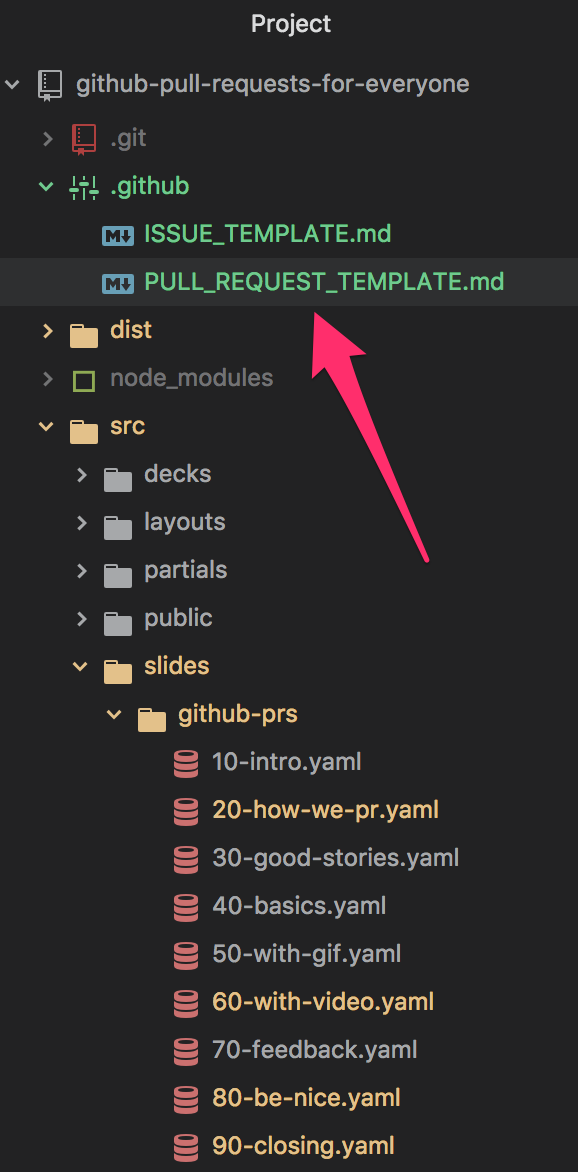 Project
github-pull-requests-for-everyone
.git
.github
ISSUE_TEMPLATE.md
PULL_REQUEST_TEMPLATE.md
dist
node_modules
src
decks
layouts
partials
public
slides
github-prs
10-intro.yaml
20-how-we-pr.yaml
30-good-stories.yaml
40-basics.yaml
50-with-gif.yaml
60-with-video.yaml
70-feedback.yaml
80-be-nice.yaml
90-closing.yaml